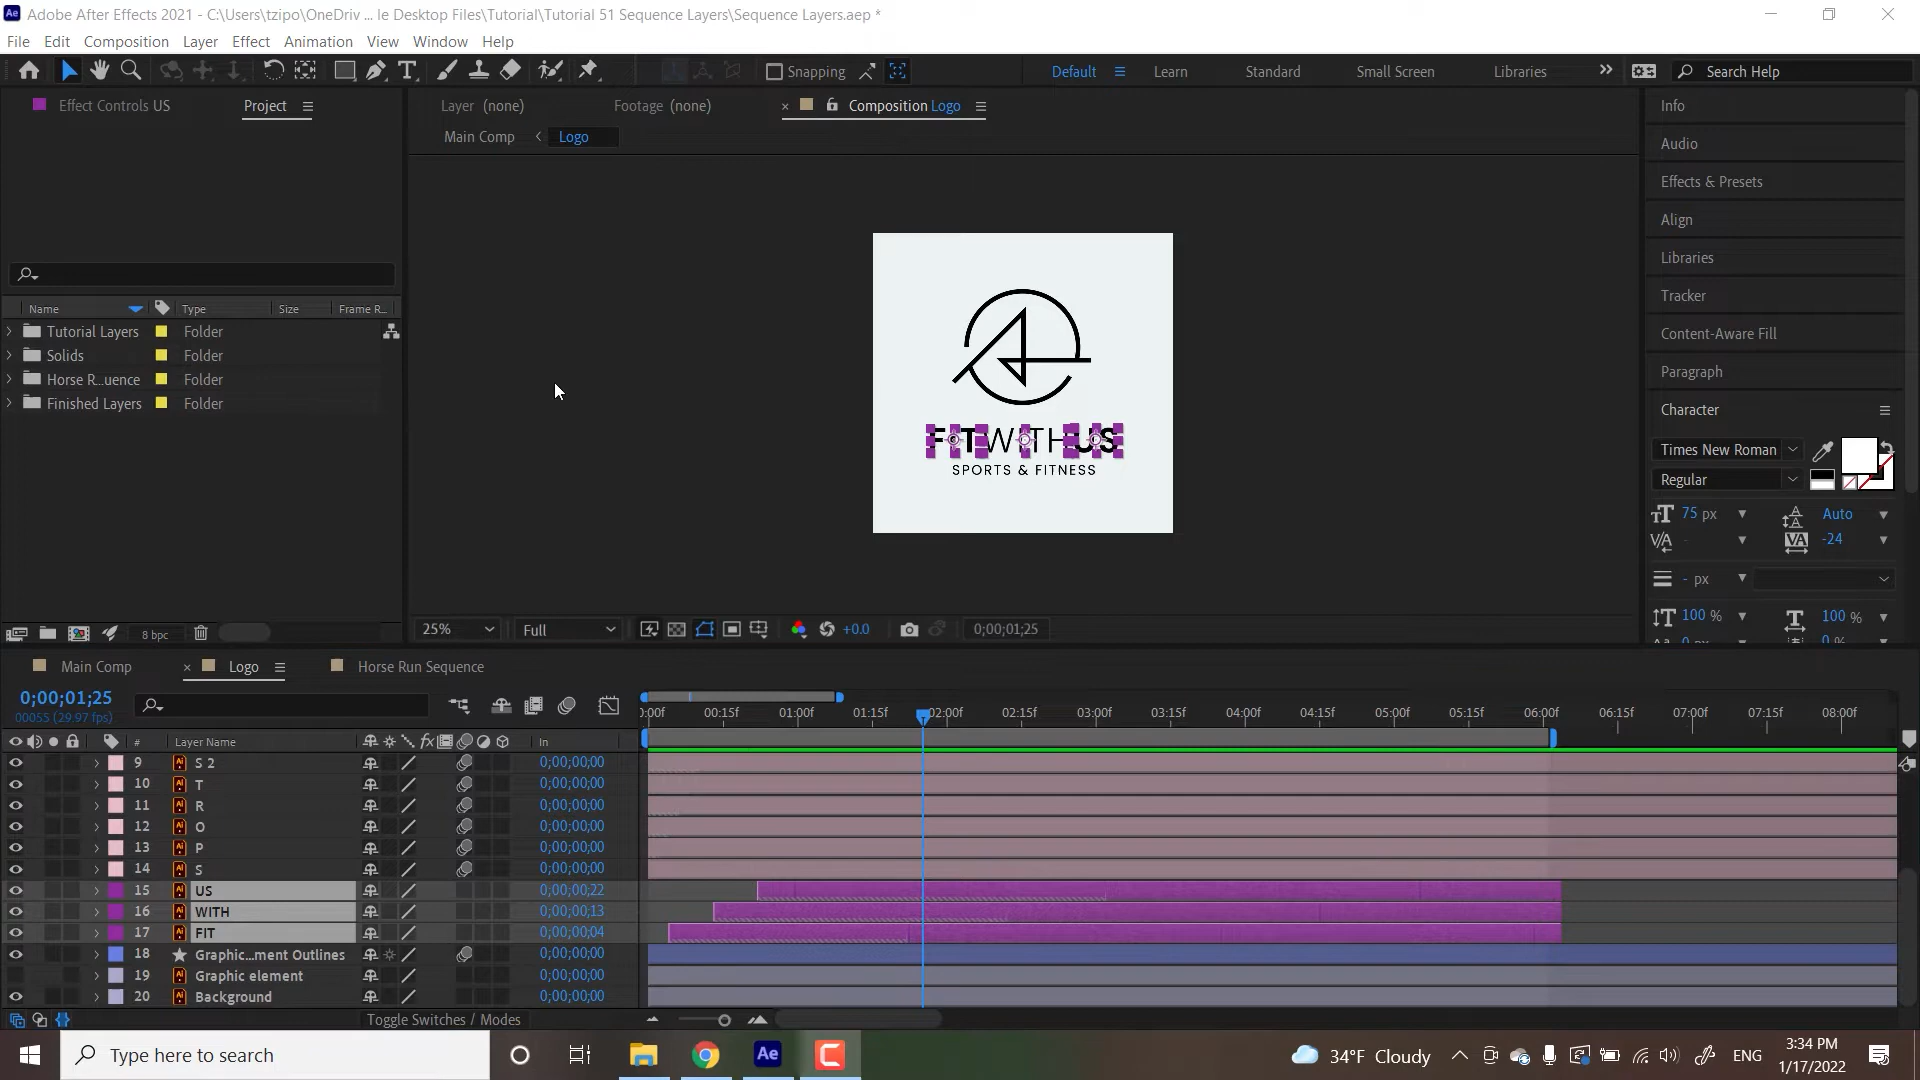 Adobe After Effects 2021 - C:\Users\tzipo\OneDriv ... le Desktop Files\Tutorial\Tutorial 51 Sequence Layers\Sequence Layers.aep *
File Edit Composition Layer Effect Animation View Window Help
Snapping Default Learn Standard Small Screen Libraries Search Help
Effect Controls US Project Layer (none) Footage (none) Composition Logo
Main Comp Logo
Info
Audio
Effects & Presets
Align
Libraries
Tracker
Content-Aware Fill
Paragraph
Character
Times New Roman
Regular
75 px Auto
-24
- px
100 % 100 %
0 px 0 %
Name Type Size Frame R...
Tutorial Layers Folder
Solids Folder
Horse R...uence Folder
Finished Layers Folder
FITWITHUS
SPORTS & FITNESS
8 bpc
25% Full +0.0 0;00;01;25
Main Comp Logo Horse Run Sequence
0;00;01;25
00055 (29.97 fps)
):00f 00:15f 01:00f 01:15f 02:00f 02:15f 03:00f 03:15f 04:00f 04:15f 05:00f 05:15f 06:00f 06:15f 07:00f 07:15f 08:00f
# Layer Name fx In
9 S 2 0;00;00;00
10 T 0;00;00;00
11 R 0;00;00;00
12 O 0;00;00;00
13 P 0;00;00;00
14 S 0;00;00;00
15 US 0;00;00;22
16 WITH 0;00;00;13
17 FIT 0;00;00;04
18 Graphic...ment Outlines 0;00;00;00
19 Graphic element 0;00;00;00
20 Background 0;00;00;00
Toggle Switches / Modes
Type here to search
Ae
34°F Cloudy
ENG
3:34 PM
1/17/2022